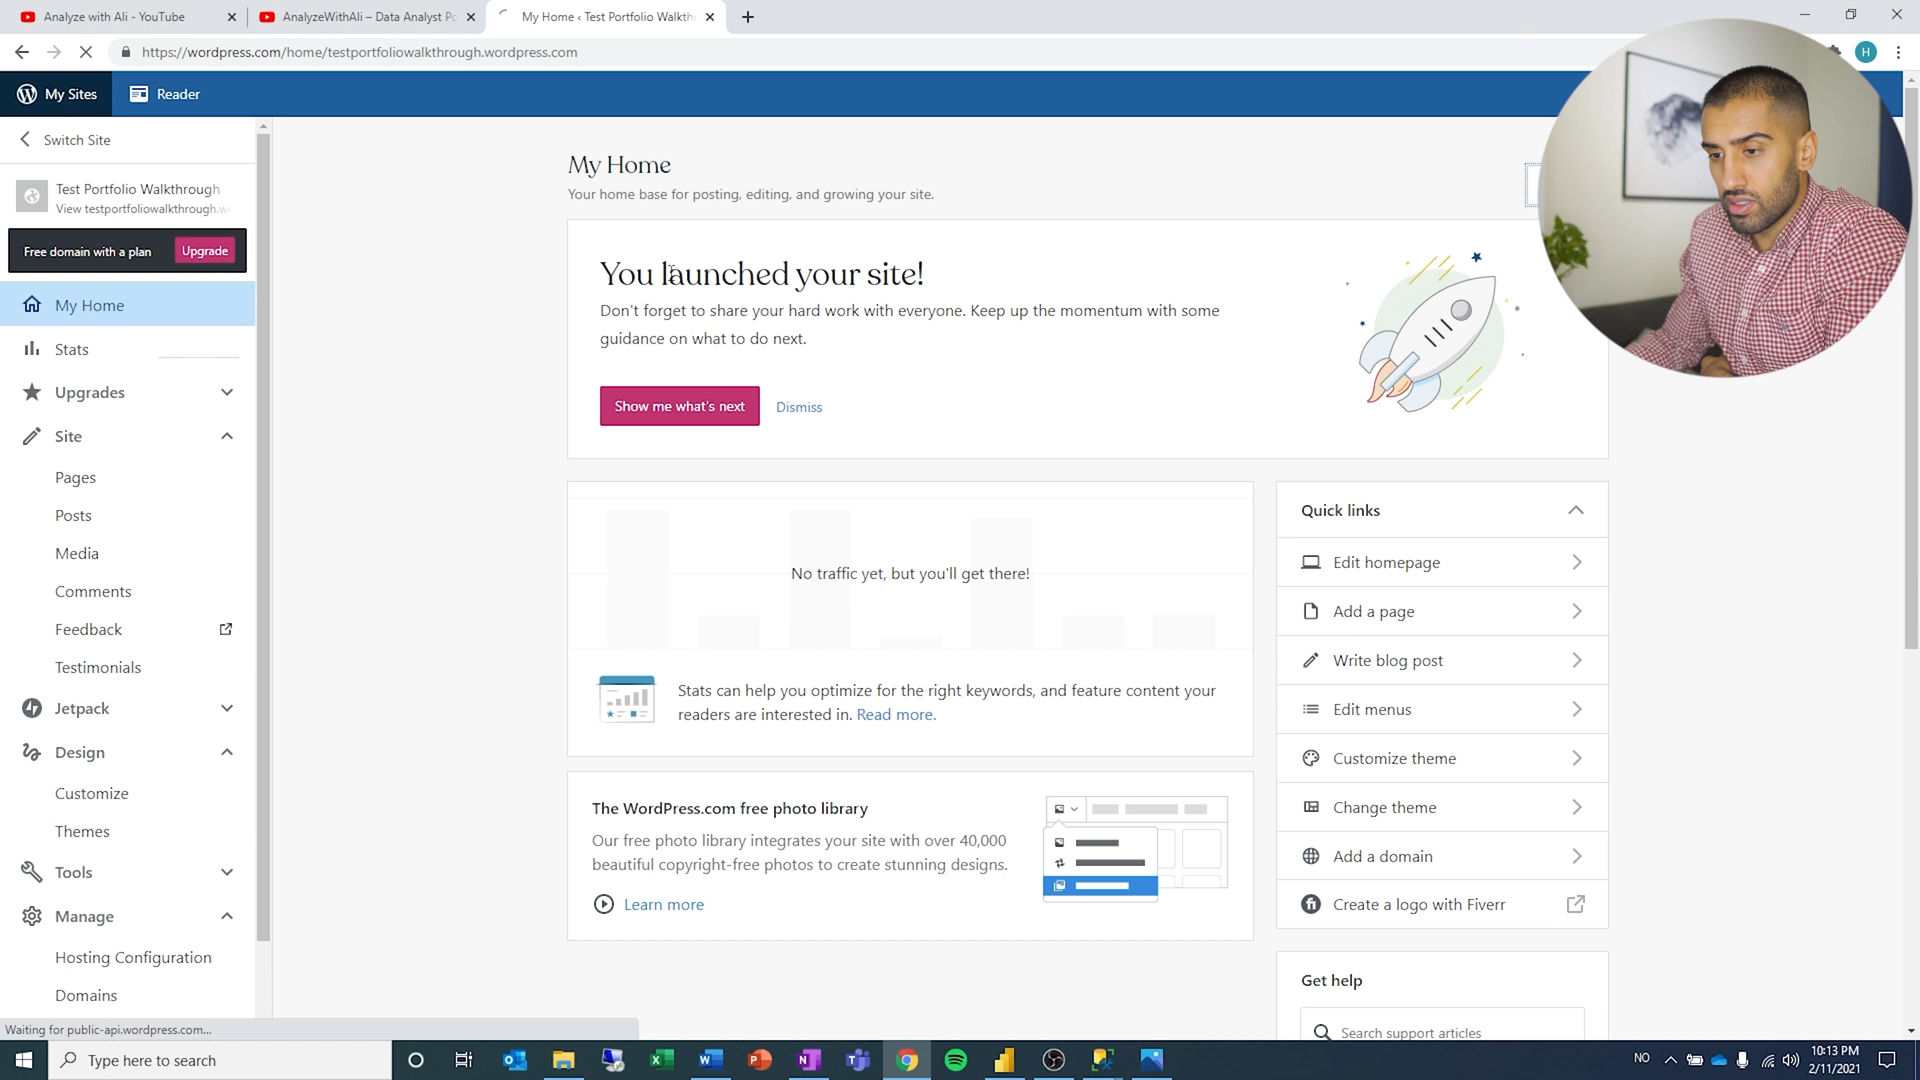 Analyze with Ali - YouTube
AnalyzeWithAli – Data Analyst Po
My Home ‹ Test Portfolio Walkth
https://wordpress.com/home/testportfoliowalkthrough.wordpress.com
H
My Sites
Reader
Switch Site
Test Portfolio Walkthrough
View testportfoliowalkthrough.w
Free domain with a plan
Upgrade
My Home
Stats
Upgrades
Site
Pages
Posts
Media
Comments
Feedback
Testimonials
Jetpack
Design
Customize
Themes
Tools
Manage
Hosting Configuration
Domains
My Home
Your home base for posting, editing, and growing your site.
You launched your site!
Don't forget to share your hard work with everyone. Keep up the momentum with some
guidance on what to do next.
Show me what's next
Dismiss
No traffic yet, but you'll get there!
Stats can help you optimize for the right keywords, and feature content your
readers are interested in. Read more.
The WordPress.com free photo library
Our free photo library integrates your site with over 40,000
beautiful copyright-free photos to create stunning designs.
Learn more
Quick links
Edit homepage
Add a page
Write blog post
Edit menus
Customize theme
Change theme
Add a domain
Create a logo with Fiverr
Get help
Search support articles
Waiting for public-api.wordpress.com...
Type here to search
NO
10:13 PM
2/11/2021